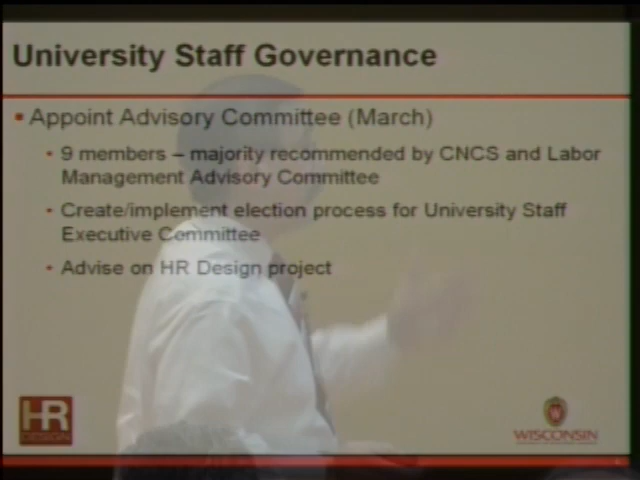 University Staff Governance
▪ Appoint Advisory Committee (March)
• 9 members – majority recommended by CNCS and Labor
Management Advisory Committee
• Create/implement election process for University Staff
Executive Committee
• Advise on HR Design project
HR
DESIGN
W
WISCONSIN